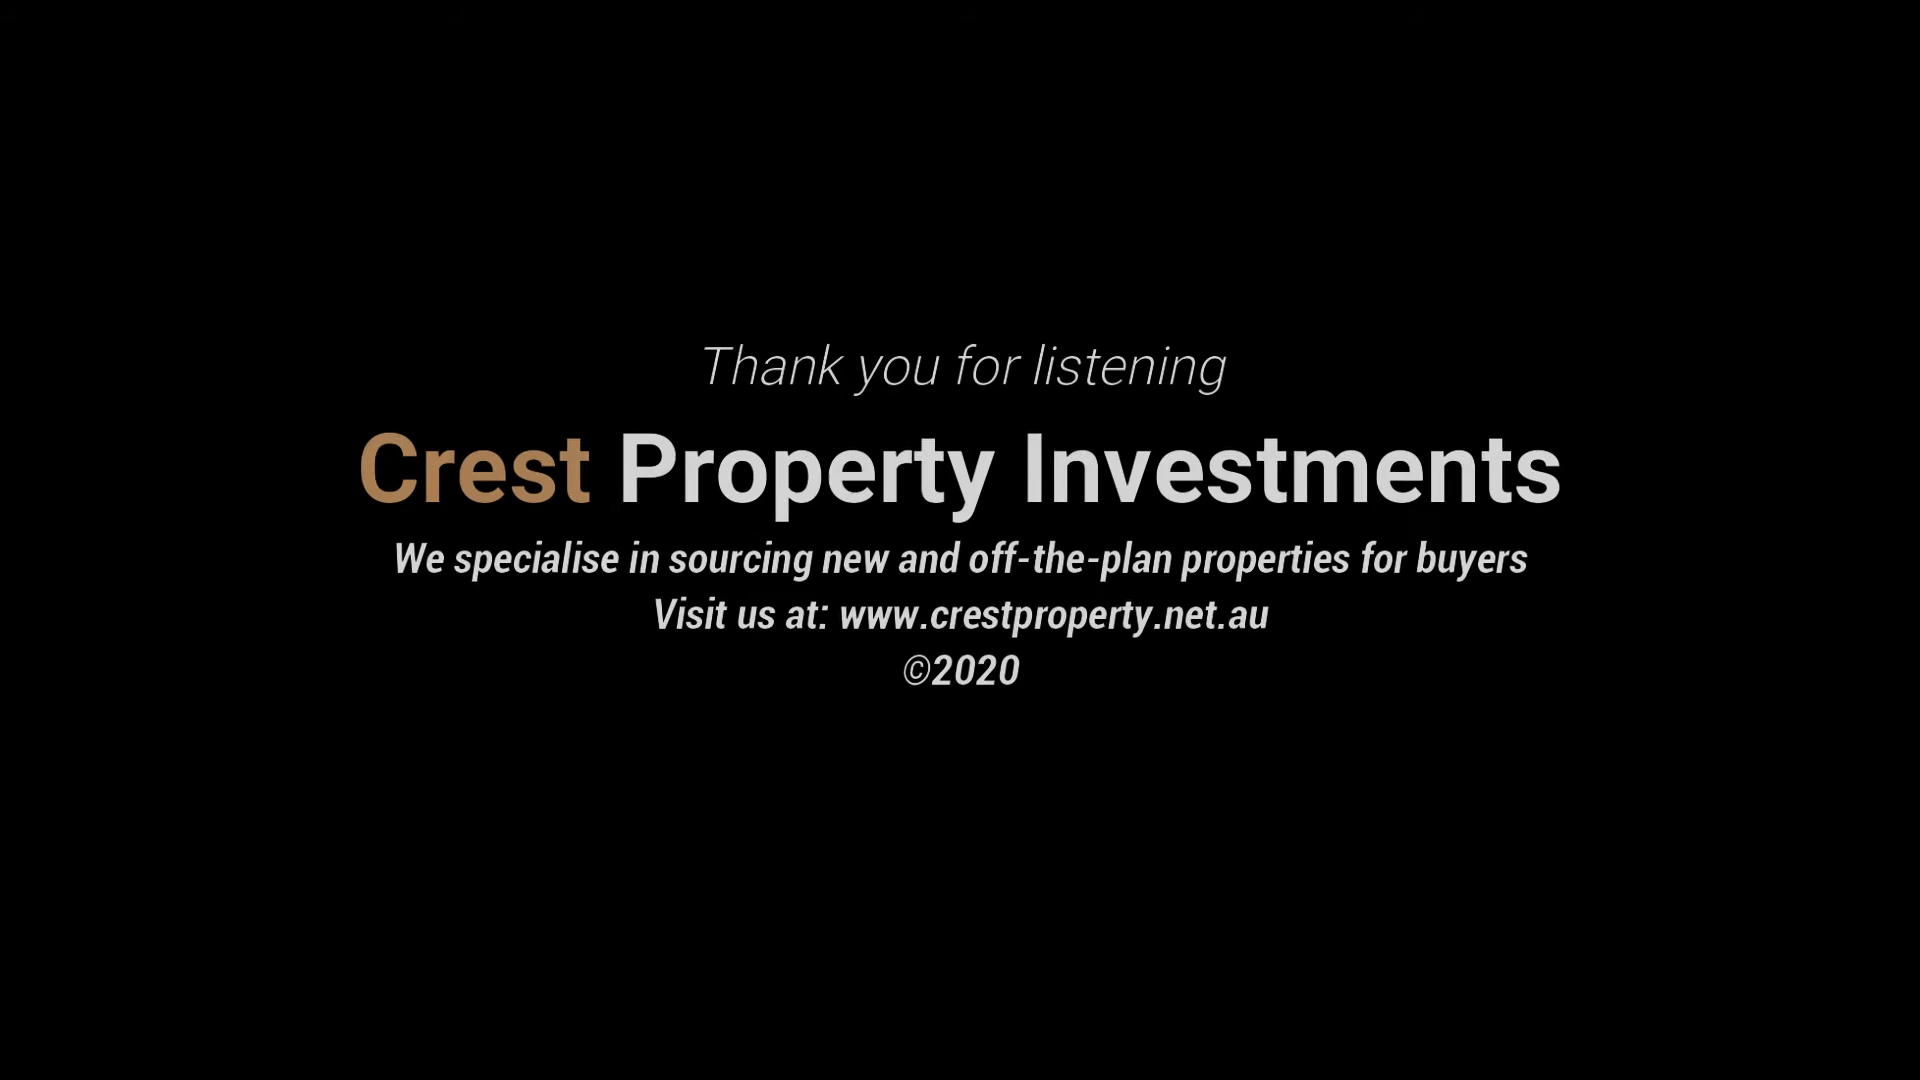 Thank you for listening
Crest Property Investments
We specialise in sourcing new and off-the-plan properties for buyers
Visit us at: www.crestproperty.net.au
©2020